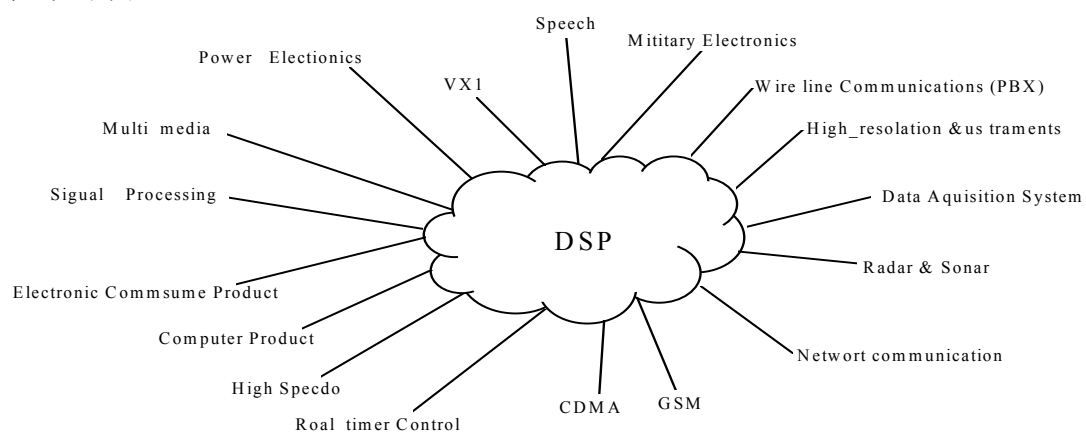 Speech
Mititary Electronics
Power Electionics
VX1
Wire line Communications (PBX)
Multi media
High_resolation &us traments
Sigual Processing
Data Aquisition System
DSP
Radar & Sonar
Electronic Commsume Product
Computer Product
Networt communication
High Specdo
CDMA
GSM
Roal timer Control